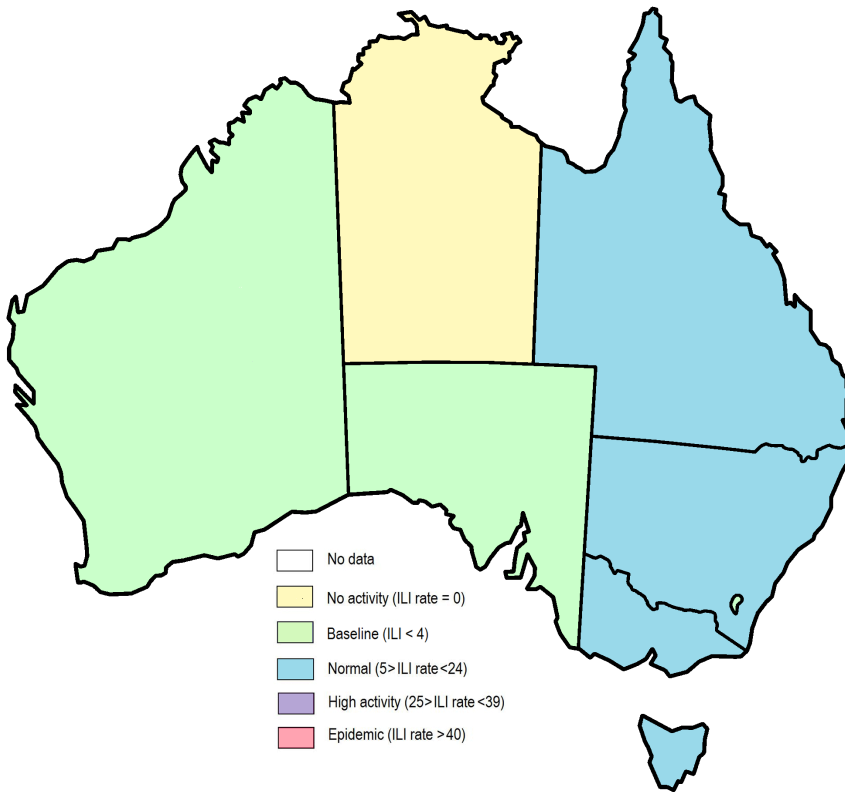 No data
No activity (ILI rate = 0)
Baseline (ILI < 4)
Normal (5> ILI rate <24)
High activity (25> ILI rate <39)
Epidemic (ILI rate >40)